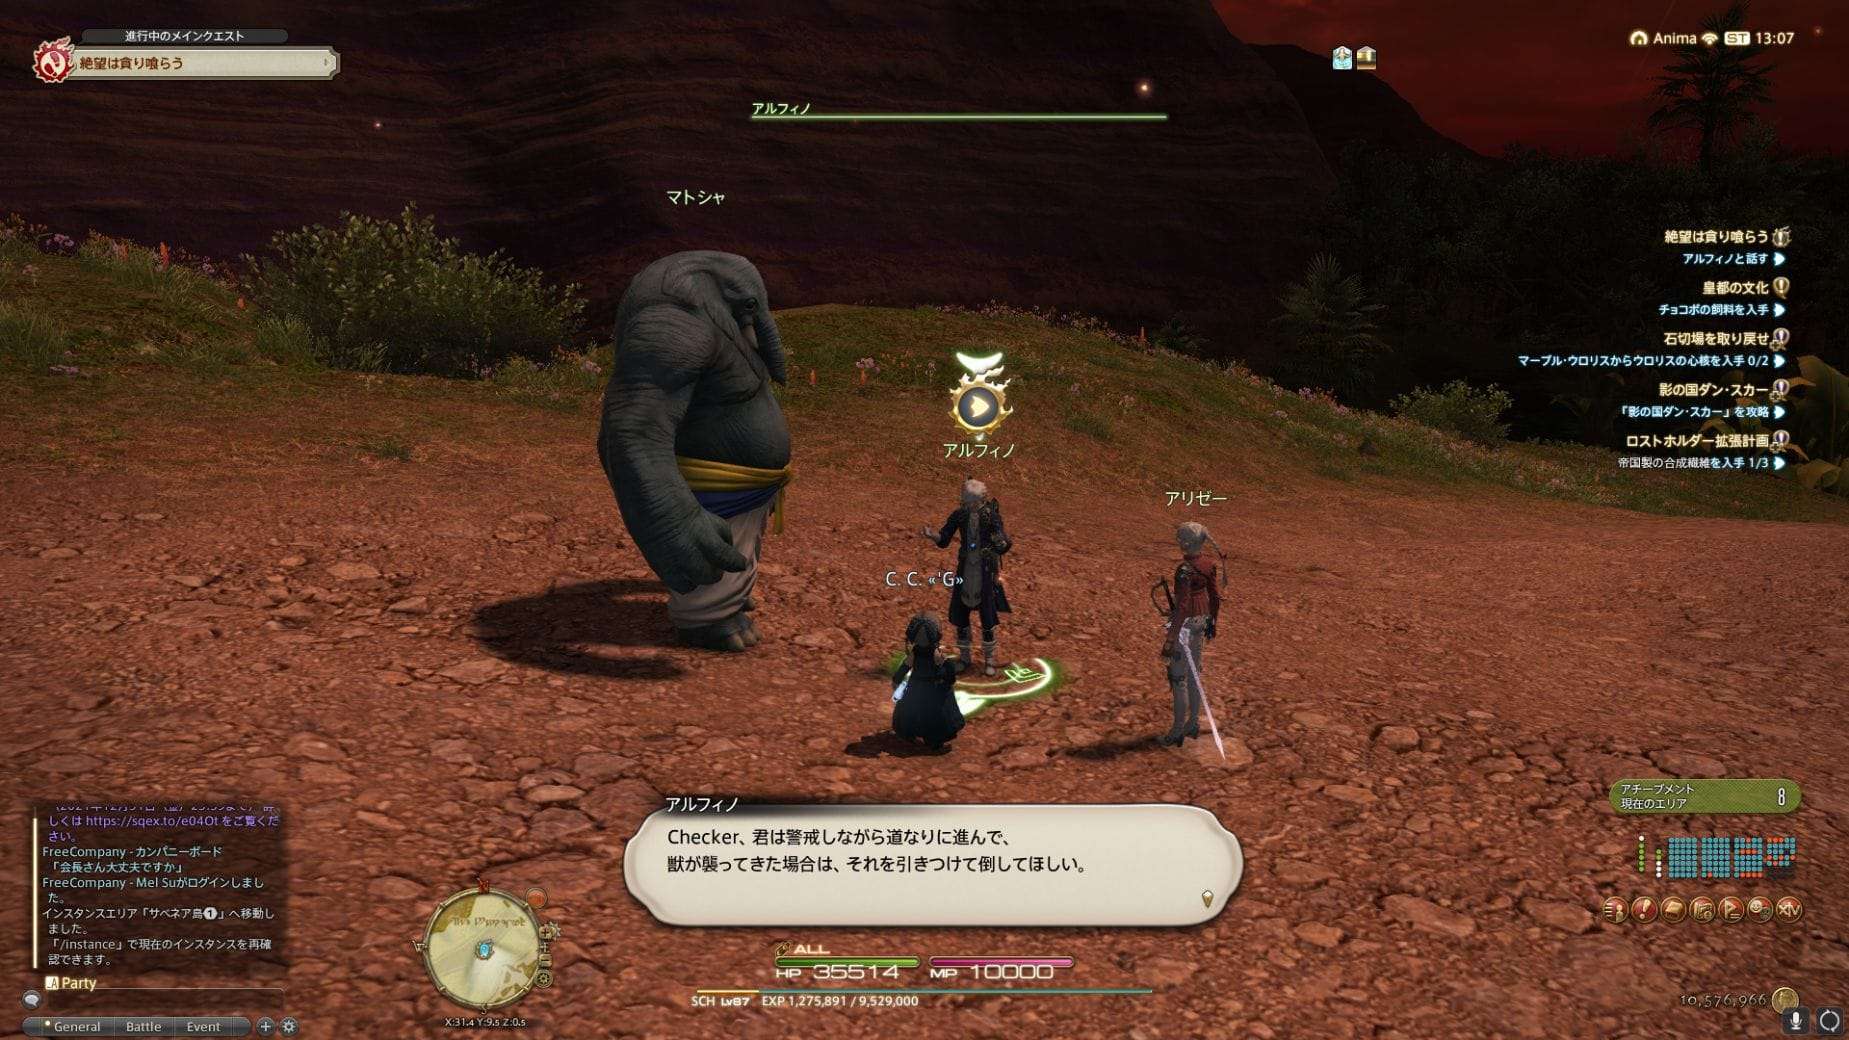 進行中のメインクエスト
絶望は貪り喰らう
Anima ST 13:07
アルフィノ
マトシャ
アルフィノ
アリゼー
C. C. «'G»
絶望は貪り喰らう
アルフィノと話す
皇都の文化
チョコボの飼料を入手
石切場を取り戻せ
マーブル・ウロリスからウロリスの心核を入手 0/2
影の国ダン・スカー
「影の国ダン・スカー」を攻略
ロストホルダー拡張計画
帝国製の合成繊維を入手 1/3
アチーブメント
現在のエリア
8
アルフィノ
Checker、君は警戒しながら道なりに進んで、
獣が襲ってきた場合は、それを引きつけて倒してほしい。
しくは https://sqex.to/e04Ot をご覧くだ
さい。
FreeCompany - カンパニーボード
「会長さん大丈夫ですか」
FreeCompany - Mel Suがログインしまし
た。
インスタンスエリア「サベネア島1」へ移動し
ました。
「/instance」で現在のインスタンスを再確
認できます。
Party
General Battle Event
X:31.4 Y:9.5 Z:0.5
ALL
HP 35514 MP 10000
SCH Lv87 EXP 1,275,891 / 9,529,000
10,576,966
XIV